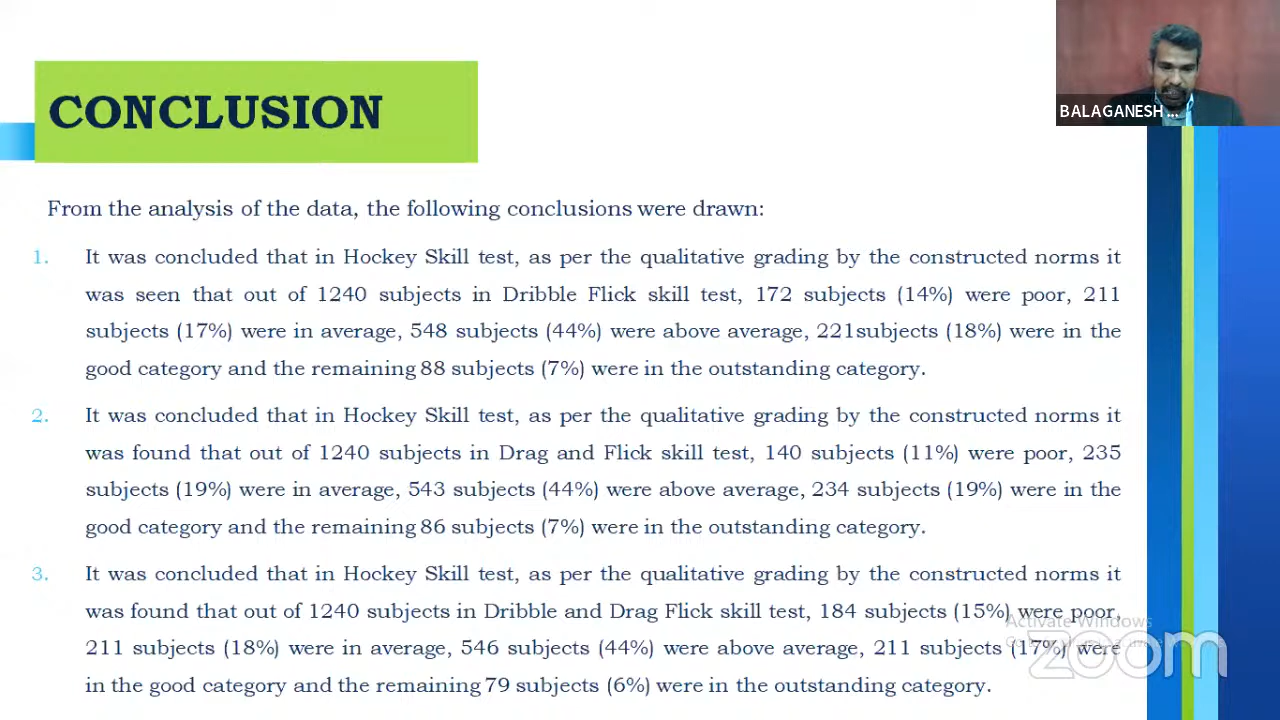 CONCLUSION
BALAGANESH ...
From the analysis of the data, the following conclusions were drawn:
1. It was concluded that in Hockey Skill test, as per the qualitative grading by the constructed norms it
was seen that out of 1240 subjects in Dribble Flick skill test, 172 subjects (14%) were poor, 211
subjects (17%) were in average, 548 subjects (44%) were above average, 221subjects (18%) were in the
good category and the remaining 88 subjects (7%) were in the outstanding category.
2. It was concluded that in Hockey Skill test, as per the qualitative grading by the constructed norms it
was found that out of 1240 subjects in Drag and Flick skill test, 140 subjects (11%) were poor, 235
subjects (19%) were in average, 543 subjects (44%) were above average, 234 subjects (19%) were in the
good category and the remaining 86 subjects (7%) were in the outstanding category.
3. It was concluded that in Hockey Skill test, as per the qualitative grading by the constructed norms it
was found that out of 1240 subjects in Dribble and Drag Flick skill test, 184 subjects (15%) were poor,
211 subjects (18%) were in average, 546 subjects (44%) were above average, 211 subjects (17%) were
in the good category and the remaining 79 subjects (6%) were in the outstanding category.
Activate Windows
zoom